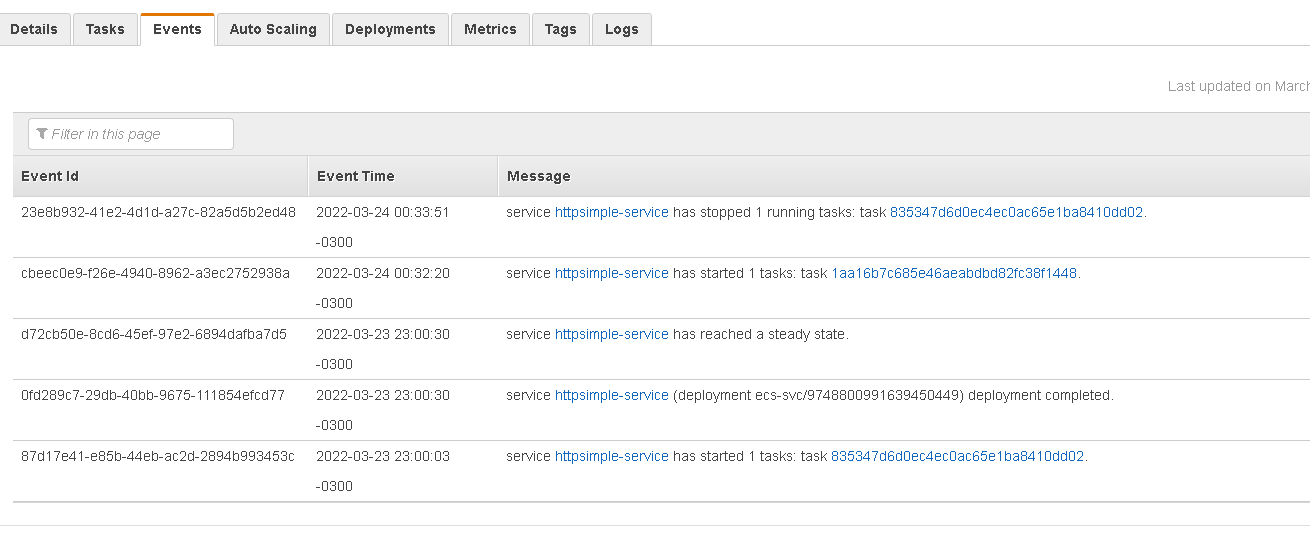 Details Tasks Events Auto Scaling Deployments Metrics Tags Logs
Last updated on March
Filter in this page
Event Id Event Time Message
23e8b932-41e2-4d1d-a27c-82a5d5b2ed48 2022-03-24 00:33:51 service httpsimple-service has stopped 1 running tasks: task 835347d6d0ec4ec0ac65e1ba8410dd02.
-0300
cbeec0e9-f26e-4940-8962-a3ec2752938a 2022-03-24 00:32:20 service httpsimple-service has started 1 tasks: task 1aa16b7c685e46aeabdbd82fc38f1448.
-0300
d72cb50e-8cd6-45ef-97e2-6894dafba7d5 2022-03-23 23:00:30 service httpsimple-service has reached a steady state.
-0300
0fd289c7-29db-40bb-9675-111854efcd77 2022-03-23 23:00:30 service httpsimple-service (deployment ecs-svc/9748800991639450449) deployment completed.
-0300
87d17e41-e85b-44eb-ac2d-2894b993453c 2022-03-23 23:00:03 service httpsimple-service has started 1 tasks: task 835347d6d0ec4ec0ac65e1ba8410dd02.
-0300